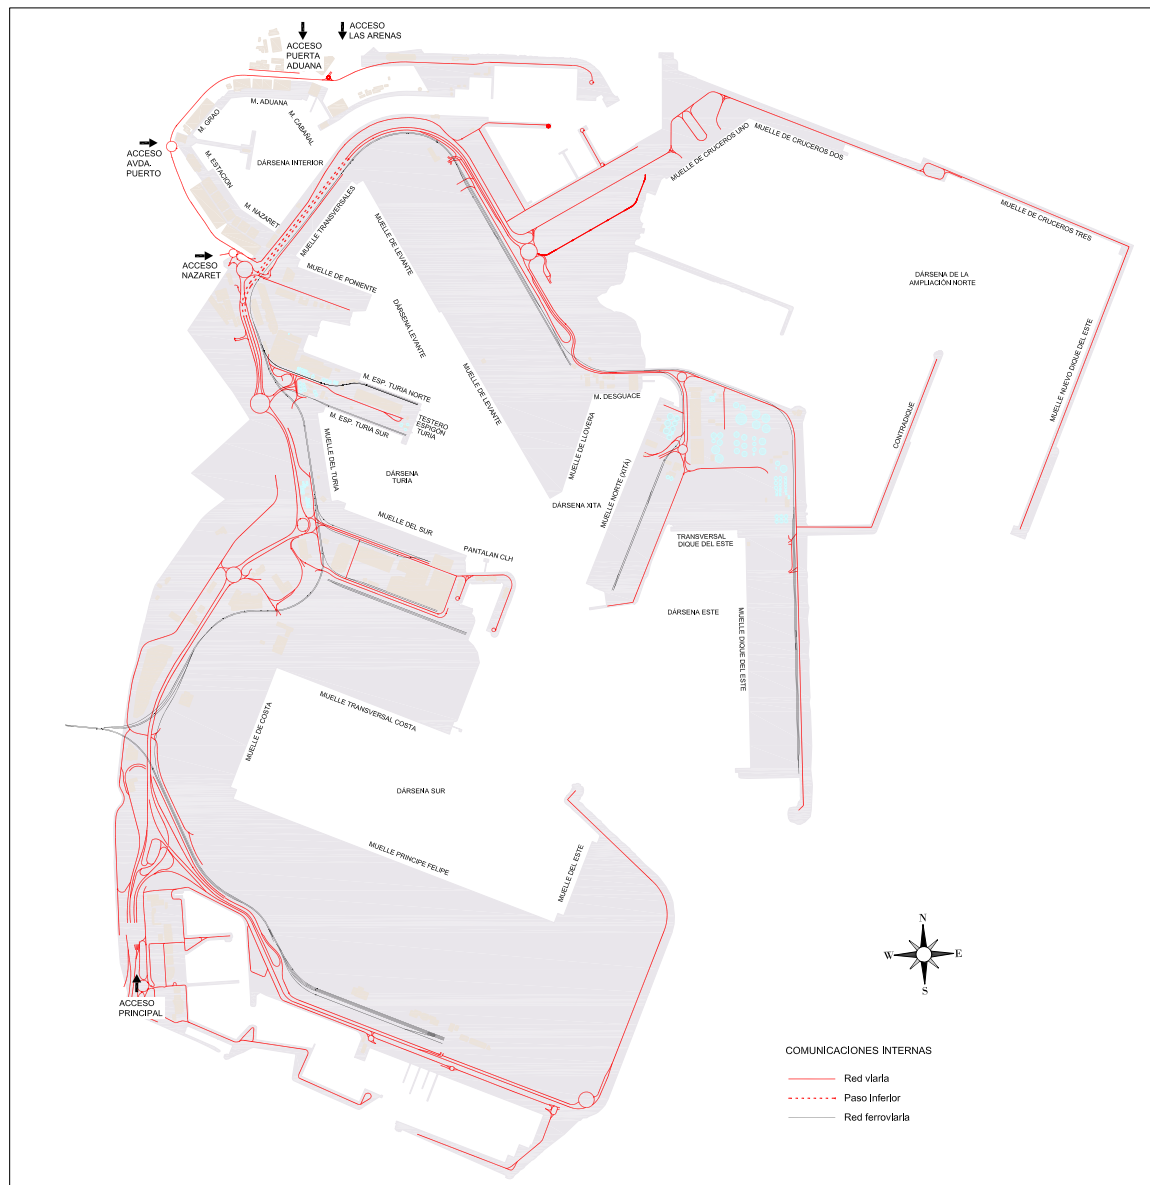 ACCESO
LAS ARENAS
ACCESO
PUERTA
ADUANA
M. ADUANA
M. GRAO
M. CABAÑAL
ACCESO
AVDA.
PUERTO
M. ESTACION
DÁRSENA INTERIOR
M. NAZARET
ACCESO
NAZARET
MUELLE TRANSVERSALES
MUELLE DE LEVANTE
MUELLE DE PONIENTE
DÁRSENA LEVANTE
MUELLE DE LEVANTE
MUELLE DE CRUCEROS UNO
MUELLE DE CRUCEROS DOS
MUELLE DE CRUCEROS TRES
DÁRSENA DE LA
AMPLIACIÓN NORTE
MUELLE NUEVO DIQUE DEL ESTE
CONTRADIQUE
M. ESP. TURIA NORTE
M. ESP. TURIA SUR
TESTERO
ESPIGÓN
TURIA
M. DESGUACE
MUELLE DE LLOVERA
MUELLE DEL TURIA
DÁRSENA
TURIA
DÁRSENA XITA
MUELLE NORTE (XITÁ)
MUELLE DEL SUR
PANTALAN CLH
TRANSVERSAL
DIQUE DEL ESTE
DÁRSENA ESTE
MUELLE DIQUE DEL ESTE
MUELLE DE COSTA
MUELLE TRANSVERSAL COSTA
DÁRSENA SUR
MUELLE PRINCIPE FELIPE
MUELLE DEL ESTE
N
W
E
S
ACCESO
PRINCIPAL
COMUNICACIONES INTERNAS
Red viaria
Paso Inferior
Red ferroviaria